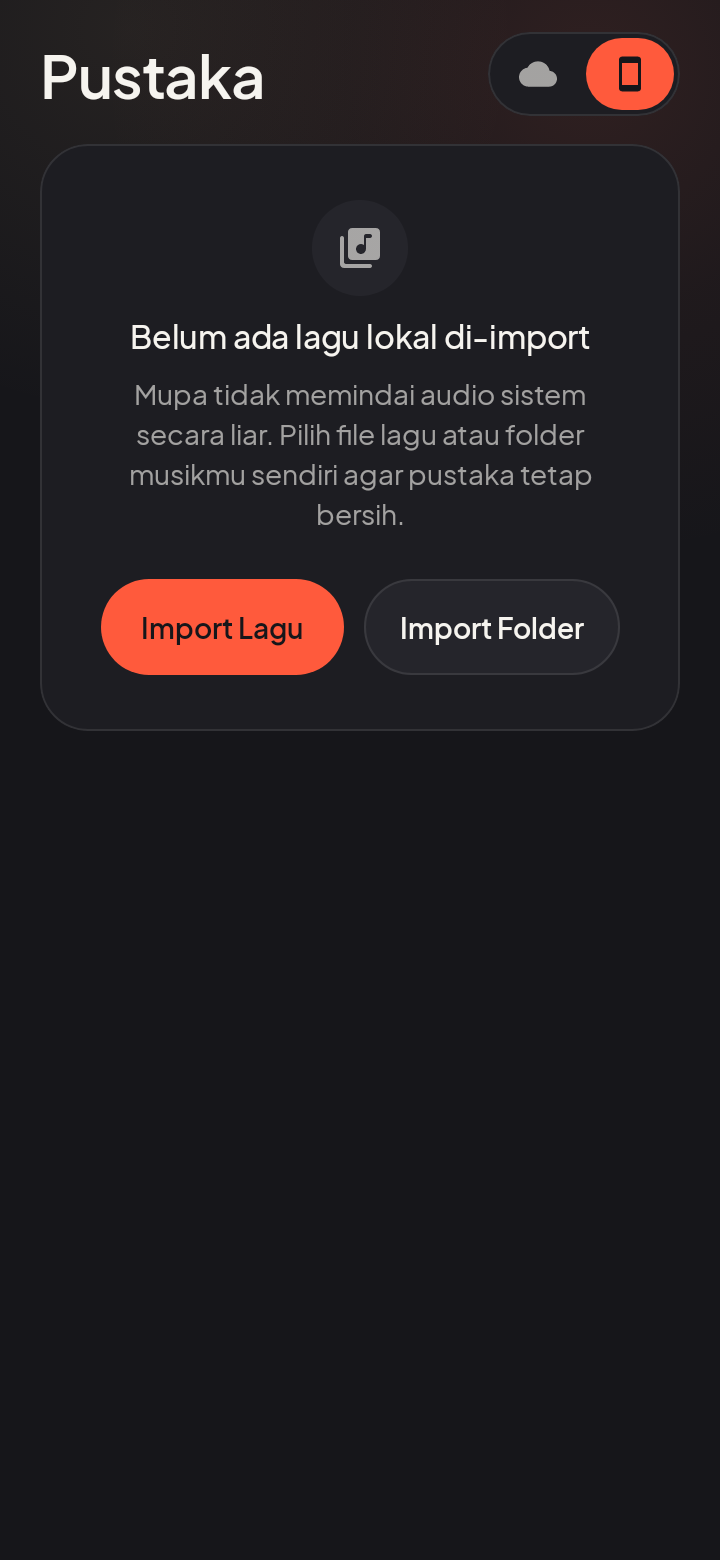 Pustaka
Belum ada lagu lokal di-import
Mupa tidak memindai audio sistem
secara liar. Pilih file lagu atau folder
musikmu sendiri agar pustaka tetap
bersih.
Import Lagu
Import Folder